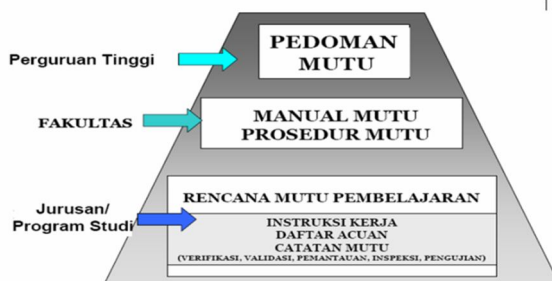 Perguruan Tinggi
PEDOMAN
MUTU
FAKULTAS
MANUAL MUTU
PROSEDUR MUTU
Jurusan/
Program Studi
RENCANA MUTU PEMBELAJARAN
INSTRUKSI KERJA
DAFTAR ACUAN
CATATAN MUTU
(VERIFIKASI, VALIDASI, PEMANTAUAN, INSPEKSI, PENGUJIAN)